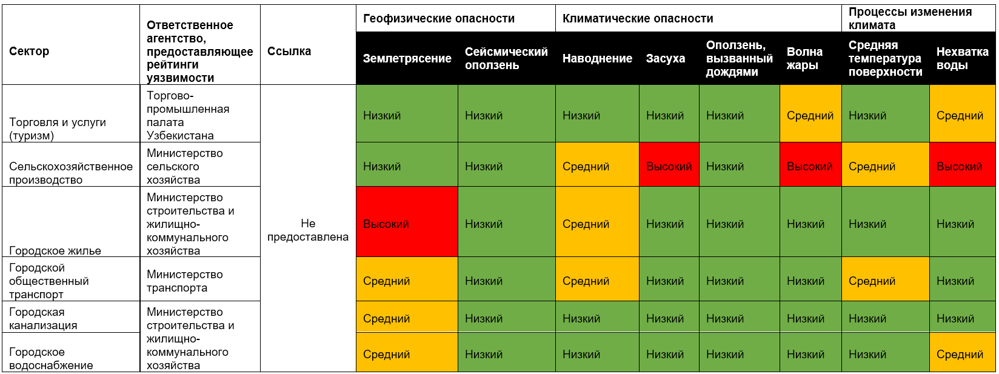 Сектор
Ответственное
агентство,
предоставляющее
рейтинги
уязвимости
Ссылка
Геофизические опасности
Климатические опасности
Процессы изменения
климата
Землетрясение
Сейсмический
оползень
Наводнение
Засуха
Оползень,
вызванный
дождями
Волна
жары
Средняя
температура
поверхности
Нехватка
воды
Торговля и услуги
(туризм)
Торгово-
промышленная
палата
Узбекистана
Не
предоставлена
Низкий
Низкий
Низкий
Низкий
Низкий
Средний
Низкий
Средний
Сельскохозяйственное
производство
Министерство
сельского
хозяйства
Низкий
Низкий
Средний
Высокий
Низкий
Высокий
Средний
Высокий
Городское жилье
Министерство
строительства и
жилищно-
коммунального
хозяйства
Высокий
Низкий
Средний
Низкий
Низкий
Низкий
Низкий
Низкий
Городской
общественный
транспорт
Министерство
транспорта
Средний
Низкий
Средний
Низкий
Низкий
Низкий
Средний
Низкий
Городская
канализация
Министерство
строительства и
жилищно-
коммунального
хозяйства
Средний
Низкий
Низкий
Низкий
Низкий
Низкий
Низкий
Низкий
Городское
водоснабжение
Средний
Низкий
Низкий
Низкий
Низкий
Низкий
Низкий
Средний